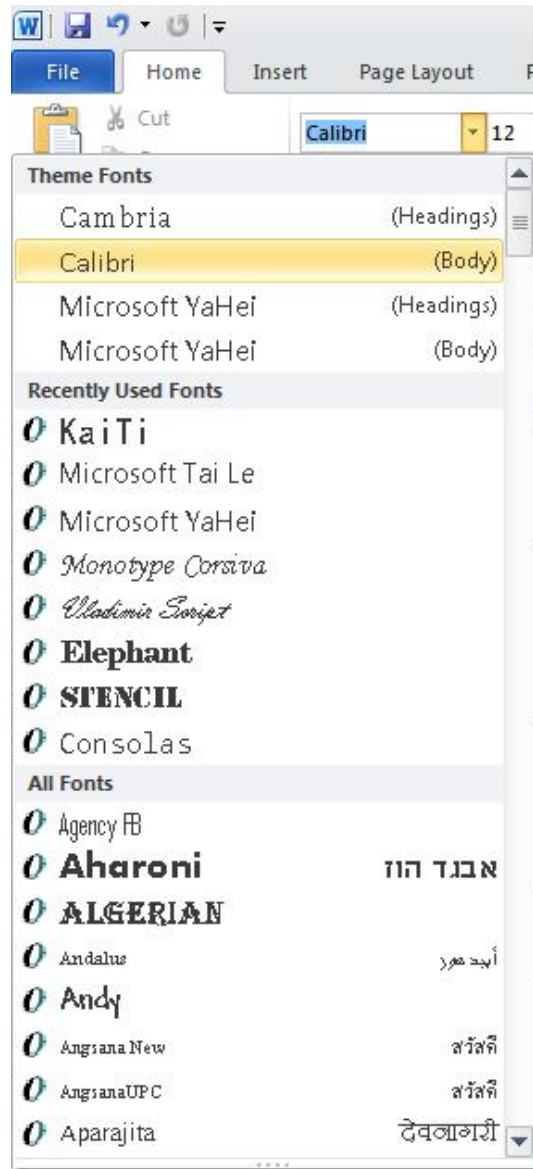 W
File Home Insert Page Layout
Cut
Calibri 12
Theme Fonts
Cambria (Headings)
Calibri (Body)
Microsoft YaHei (Headings)
Microsoft YaHei (Body)
Recently Used Fonts
KaiTi
Microsoft Tai Le
Microsoft YaHei
Monotype Corsiva
Vladimir Script
Elephant
STENCIL
Consolas
All Fonts
Agency FB
Aharoni אבגד הוז
ALGERIAN
Andalus أبجد هوز
Andy
Angsana New สวัสดี
AngsanaUPC สวัสดี
Aparajita देवनागरी